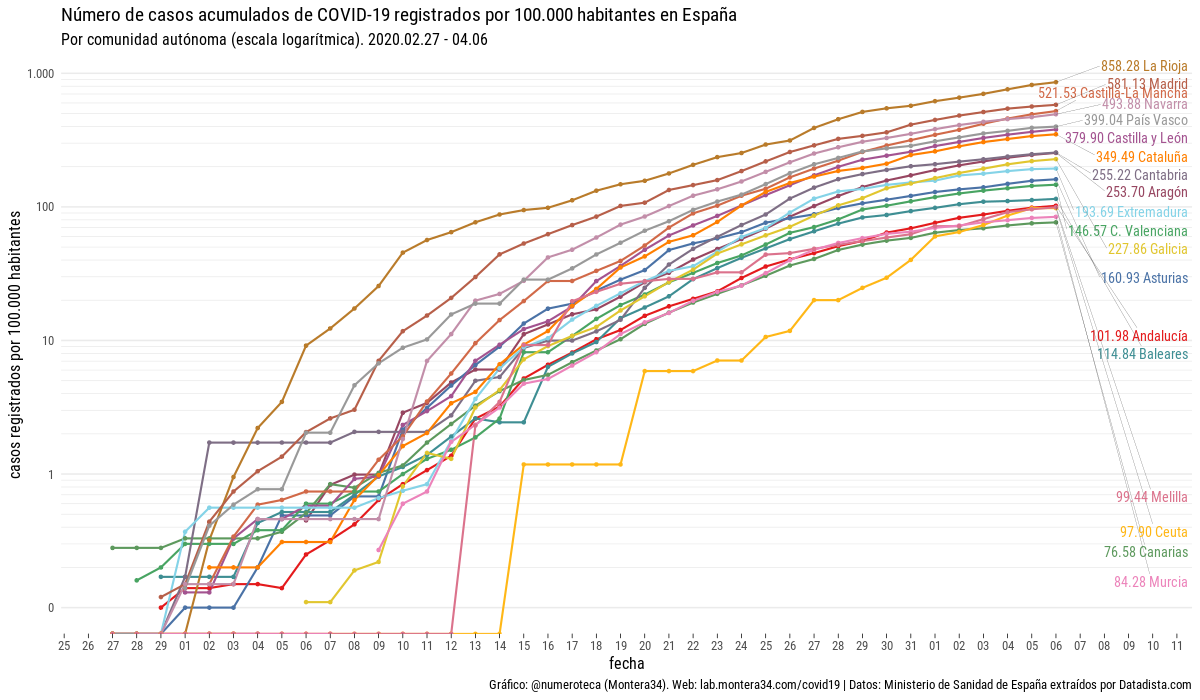 Número de casos acumulados de COVID-19 registrados por 100.000 habitantes en España
Por comunidad autónoma (escala logarítmica). 2020.02.27 - 04.06
casos registrados por 100.000 habitantes
1.000
100
10
1
0
858.28 La Rioja
581.13 Madrid
521.53 Castilla-La Mancha
493.88 Navarra
399.04 País Vasco
379.90 Castilla y León
349.49 Cataluña
255.22 Cantabria
253.70 Aragón
193.69 Extremadura
146.57 C. Valenciana
227.86 Galicia
160.93 Asturias
101.98 Andalucía
114.84 Baleares
99.44 Melilla
97.90 Ceuta
76.58 Canarias
84.28 Murcia
25 26 27 28 29 01 02 03 04 05 06 07 08 09 10 11 12 13 14 15 16 17 18 19 20 21 22 23 24 25 26 27 28 29 30 31 01 02 03 04 05 06 07 08 09 10 11
fecha
Gráfico: @numeroteca (Montera34). Web: lab.montera34.com/covid19 | Datos: Ministerio de Sanidad de España extraídos por Datadista.com